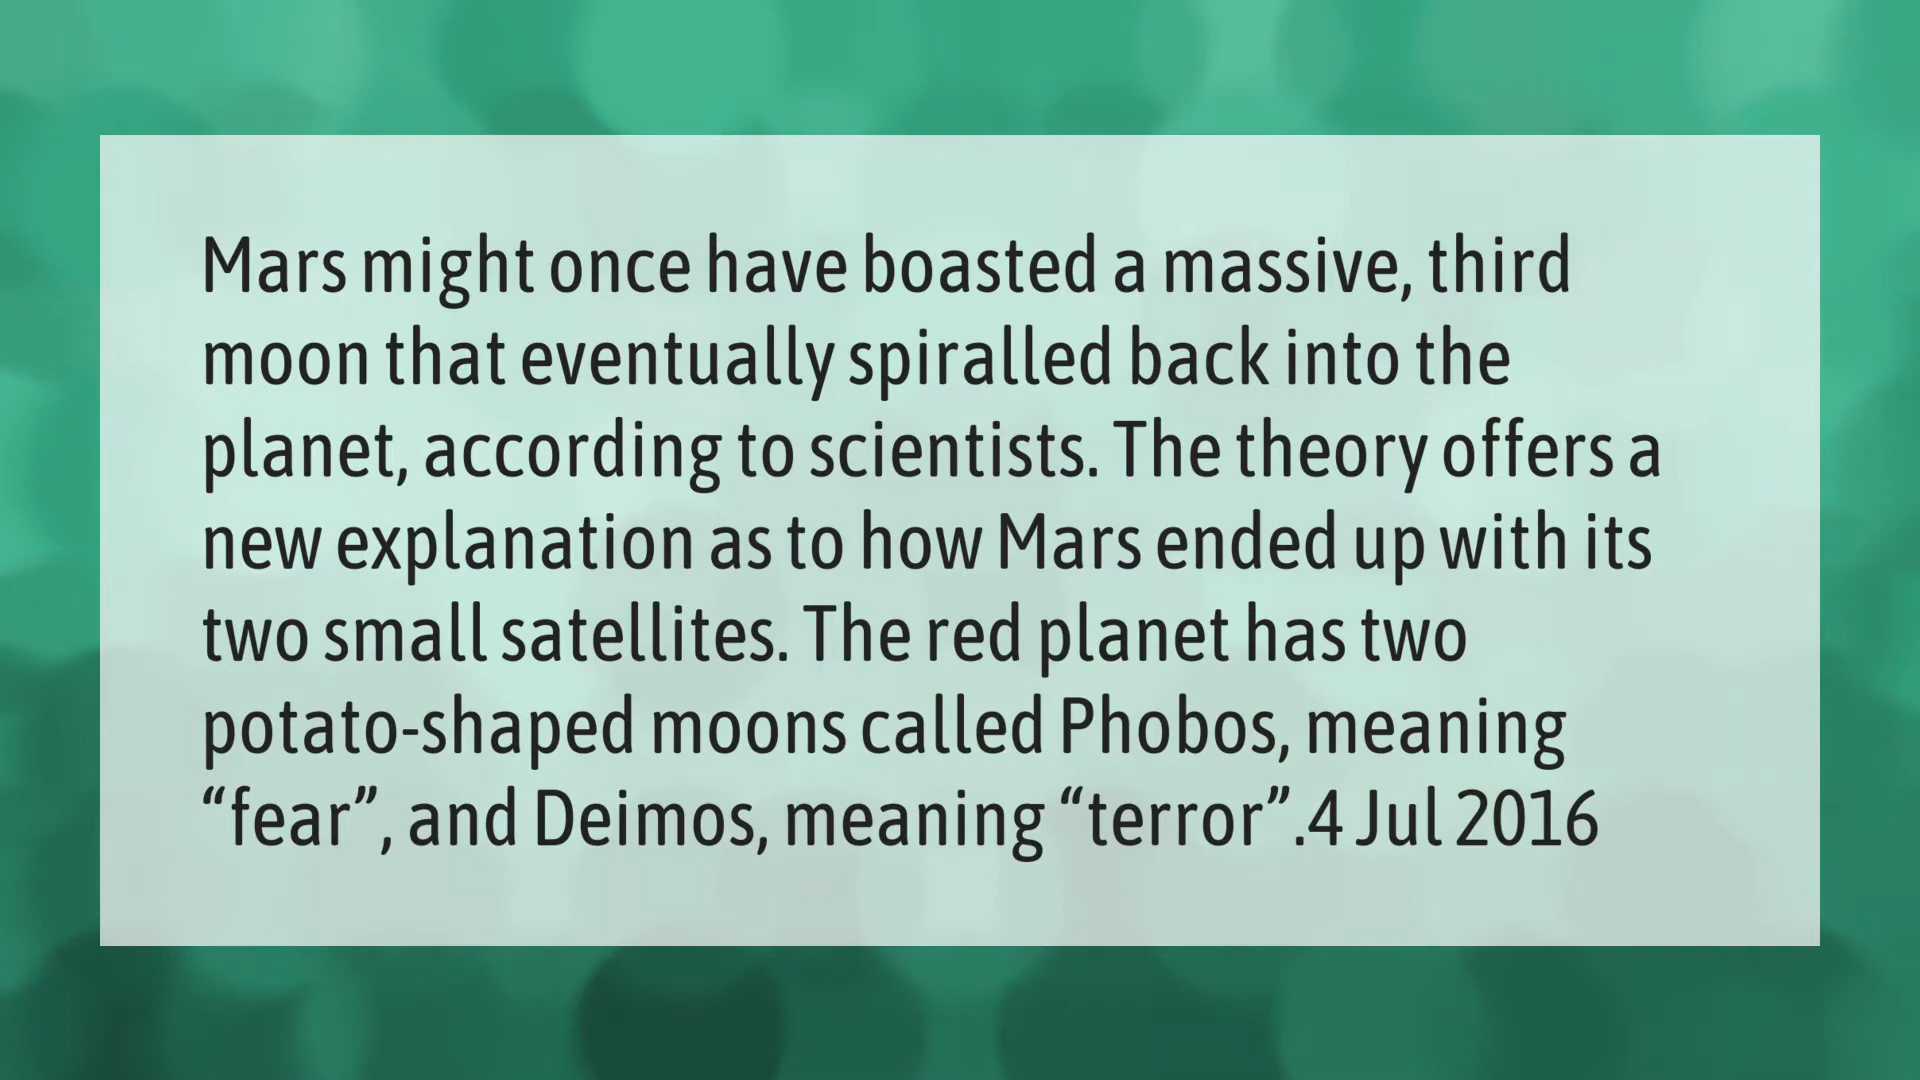 Mars might once have boasted a massive, third
moon that eventually spiralled back into the
planet, according to scientists. The theory offers a
new explanation as to how Mars ended up with its
two small satellites. The red planet has two
potato-shaped moons called Phobos, meaning
“fear”, and Deimos, meaning “terror”.4 Jul 2016